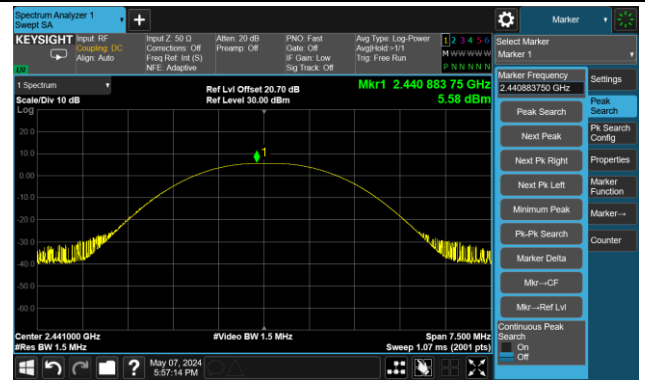 Spectrum Analyzer 1
Swept SA
+
Marker
KEYSIGHT
Input: RF
Coupling: DC
Align: Auto
Input Z: 50 Ω
Corrections: Off
Freq Ref: Int (S)
NFE: Adaptive
Atten: 20 dB
Preamp: Off
PNO: Fast
Gate: Off
IF Gain: Low
Sig Track: Off
Avg Type: Log-Power
Avg|Hold:>1/1
Trig: Free Run
1 2 3 4 5 6
M W W W W W
P N N N N N
Select Marker
Marker 1
1 Spectrum
Scale/Div 10 dB
Ref Lvl Offset 20.70 dB
Ref Level 30.00 dBm
Mkr1 2.440 883 75 GHz
5.58 dBm
Log
20.0
10.0
0.00
-10.0
-20.0
-30.0
-40.0
-50.0
-60.0
1
Center 2.441000 GHz
#Res BW 1.5 MHz
#Video BW 1.5 MHz
Span 7.500 MHz
Sweep 1.07 ms (2001 pts)
Marker Frequency
2.440883750 GHz
Peak Search
Next Peak
Next Pk Right
Next Pk Left
Minimum Peak
Pk-Pk Search
Marker Delta
Mkr→CF
Mkr→Ref Lvl
Continuous Peak
Search
On
Off
Settings
Peak
Search
Pk Search
Config
Properties
Marker
Function
Marker→
Counter
?
May 07, 2024
5:57:14 PM